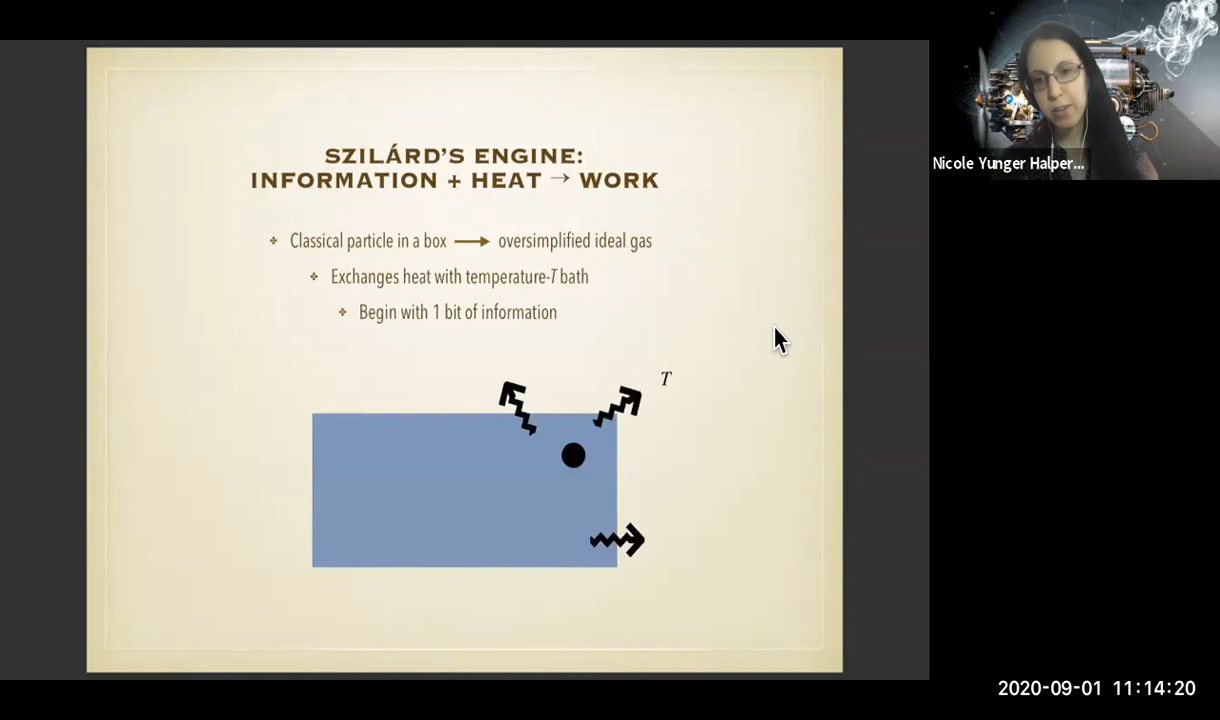 SZILÁRD'S ENGINE:
INFORMATION + HEAT → WORK
Classical particle in a box → oversimplified ideal gas
Exchanges heat with temperature-T bath
Begin with 1 bit of information
T
Nicole Yunger Halper...
2020-09-01 11:14:20